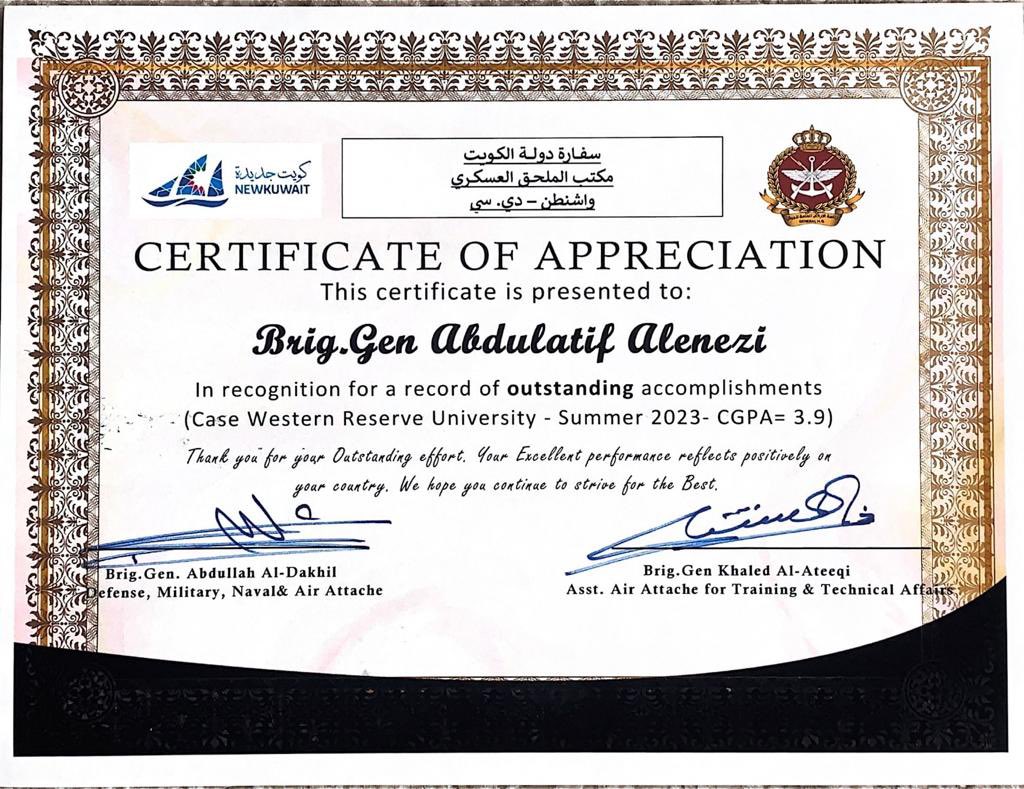 كويت جديدة
NEWKUWAIT
سفارة دولة الكويت
مكتب الملحق العسكري
واشنطن – دي. سي
GENERAL H.Q.
CERTIFICATE OF APPRECIATION
This certificate is presented to:
Brig.Gen Abdulatif Alenezi
In recognition for a record of outstanding accomplishments
(Case Western Reserve University - Summer 2023- CGPA= 3.9)
Thank you for your Outstanding effort. Your Excellent performance reflects positively on
your country. We hope you continue to strive for the Best.
Brig.Gen. Abdullah Al-Dakhil
Defense, Military, Naval& Air Attache
Brig.Gen Khaled Al-Ateeqi
Asst. Air Attache for Training & Technical Affairs